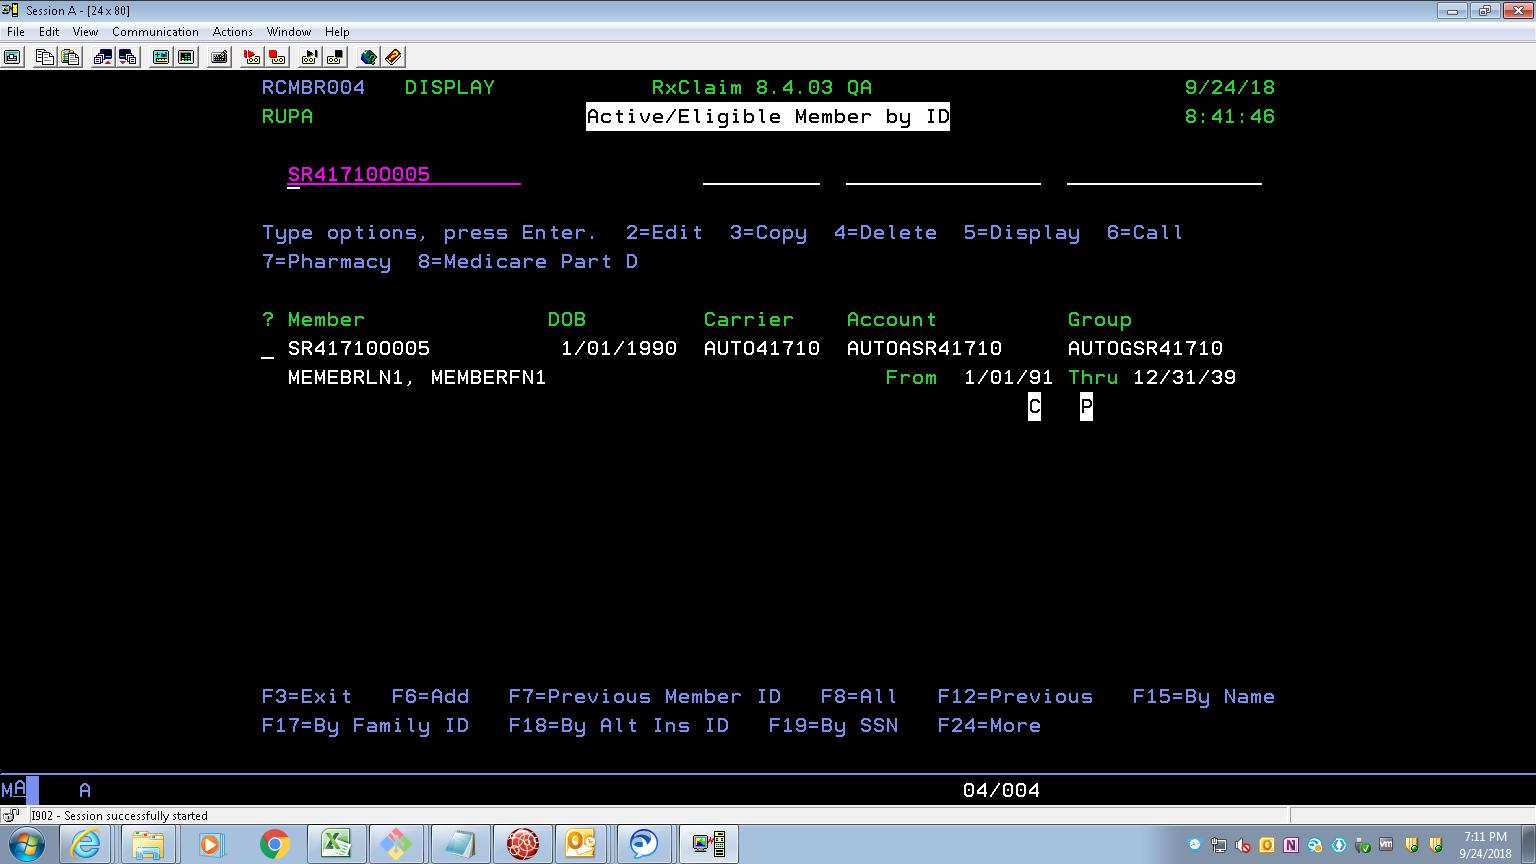 Session A - [24 x 80]
File Edit View Communication Actions Window Help
RCMBR004 DISPLAY RxClaim 8.4.03 QA 9/24/18
RUPA Active/Eligible Member by ID 8:41:46
SR41710O005
Type options, press Enter. 2=Edit 3=Copy 4=Delete 5=Display 6=Call
7=Pharmacy 8=Medicare Part D
? Member DOB Carrier Account Group
_ SR41710O005 1/01/1990 AUTO41710 AUTOASR41710 AUTOGSR41710
MEMEBRLN1, MEMBERFN1 From 1/01/91 Thru 12/31/39
C P
F3=Exit F6=Add F7=Previous Member ID F8=All F12=Previous F15=By Name
F17=By Family ID F18=By Alt Ins ID F19=By SSN F24=More
MA A 04/004
I902 - Session successfully started
7:11 PM
9/24/2018